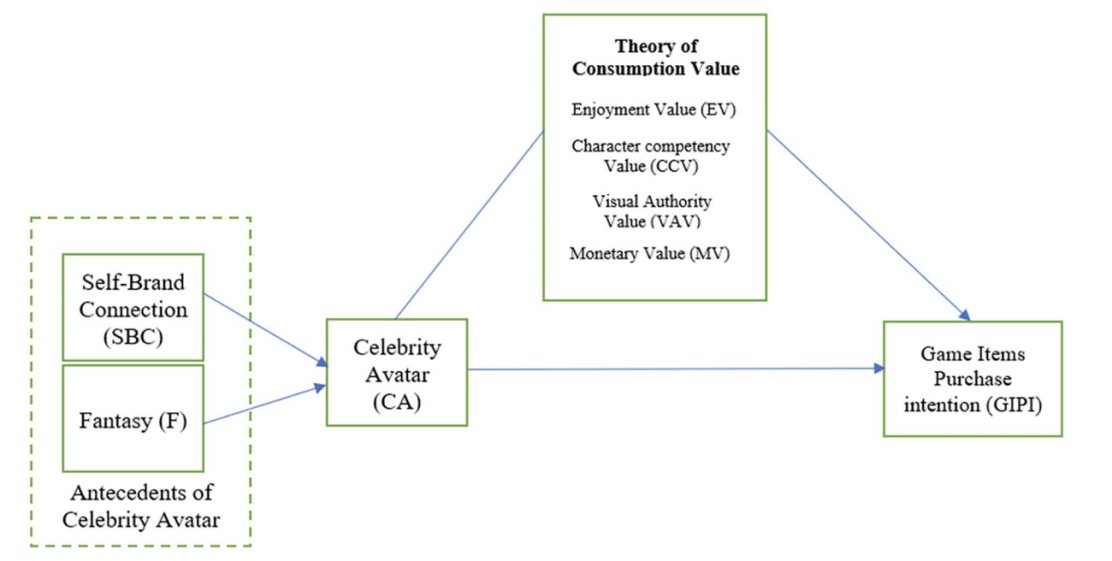 Theory of
Consumption Value
Enjoyment Value (EV)
Character competency
Value (CCV)
Visual Authority
Value (VAV)
Monetary Value (MV)
Self-Brand
Connection
(SBC)
Fantasy (F)
Antecedents of
Celebrity Avatar
Celebrity
Avatar
(CA)
Game Items
Purchase
intention (GIPI)